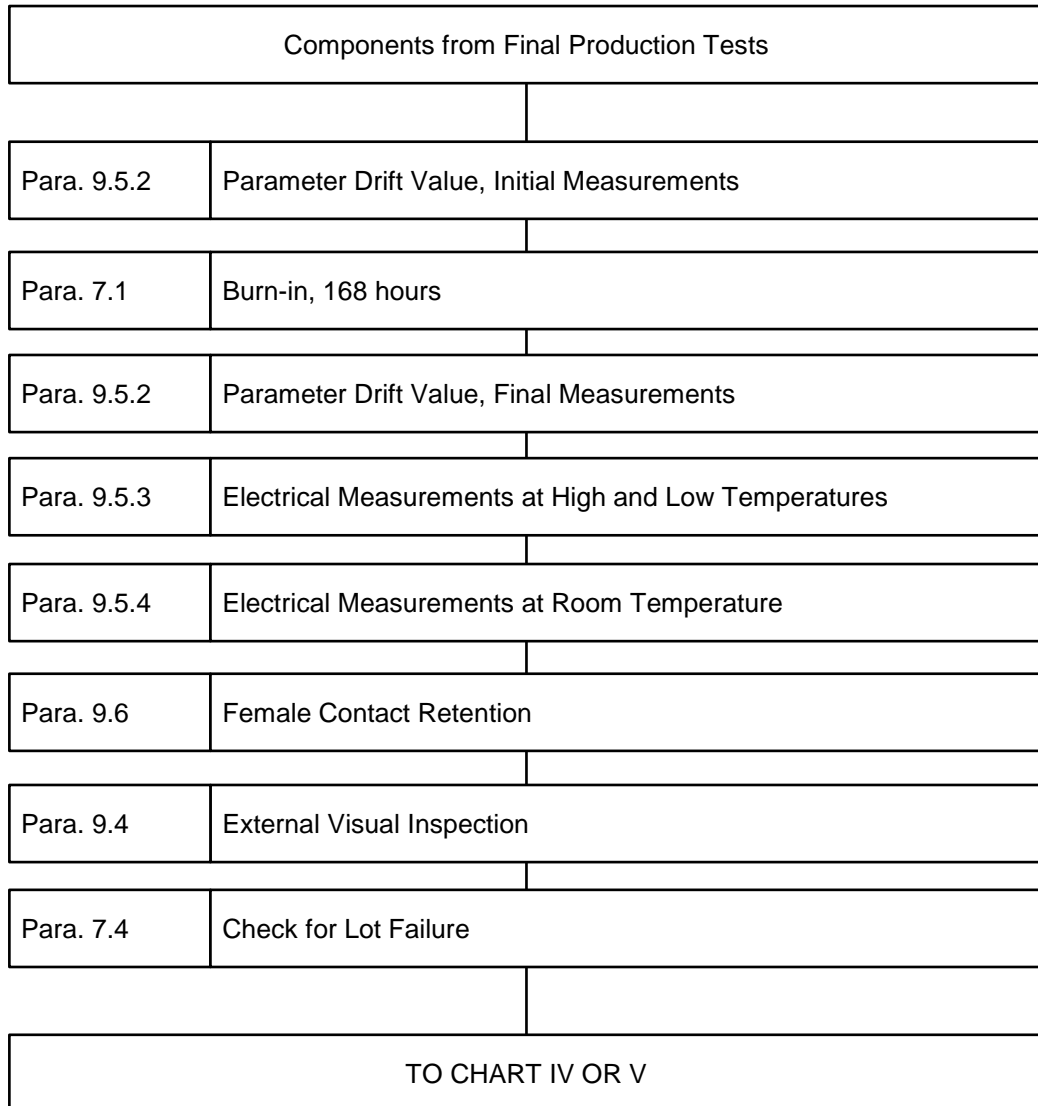 Components from Final Production Tests
Para. 9.5.2 Parameter Drift Value, Initial Measurements
Para. 7.1 Burn-in, 168 hours
Para. 9.5.2 Parameter Drift Value, Final Measurements
Para. 9.5.3 Electrical Measurements at High and Low Temperatures
Para. 9.5.4 Electrical Measurements at Room Temperature
Para. 9.6 Female Contact Retention
Para. 9.4 External Visual Inspection
Para. 7.4 Check for Lot Failure
TO CHART IV OR V